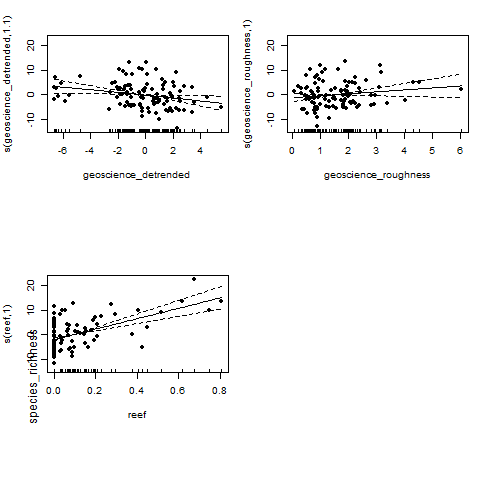 s(geoscience_detrended,1.1)
20
10
0
-10
-6 -4 -2 0 2 4
geoscience_detrended
s(geoscience_roughness,1)
20
10
0
-10
0 1 2 3 4 5 6
geoscience_roughness
s(reef,1)
species_richness
20
10
0
0.0 0.2 0.4 0.6 0.8
reef